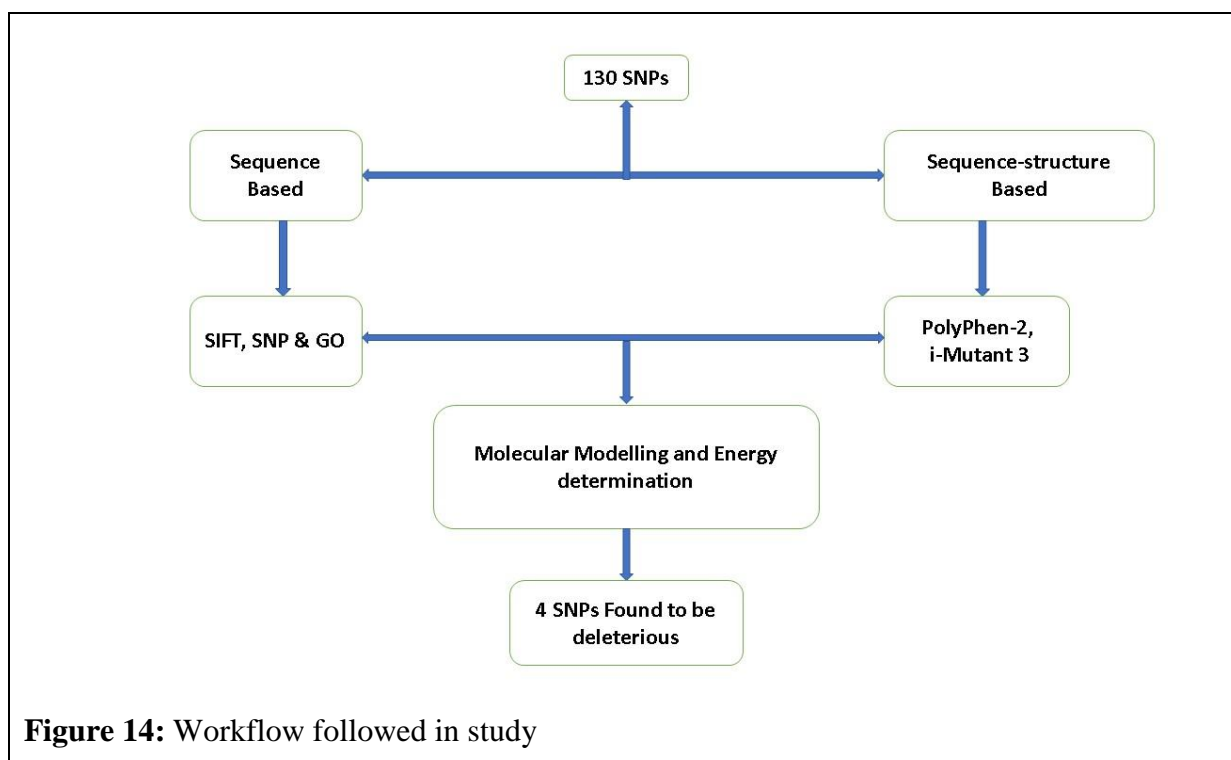 130 SNPs
Sequence
Based
Sequence-structure
Based
SIFT, SNP & GO
PolyPhen-2,
i-Mutant 3
Molecular Modelling and Energy
determination
4 SNPs Found to be
deleterious
Figure 14: Workflow followed in study